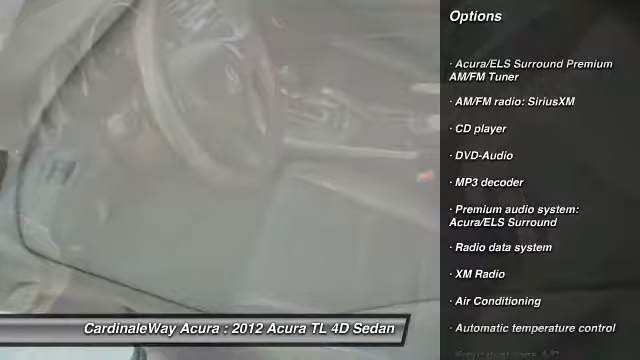 Options
· Acura/ELS Surround Premium
AM/FM Tuner
· AM/FM radio: SiriusXM
· CD player
· DVD-Audio
· MP3 decoder
· Premium audio system:
Acura/ELS Surround
· Radio data system
· XM Radio
· Air Conditioning
· Automatic temperature control
CardinaleWay Acura : 2012 Acura TL 4D Sedan